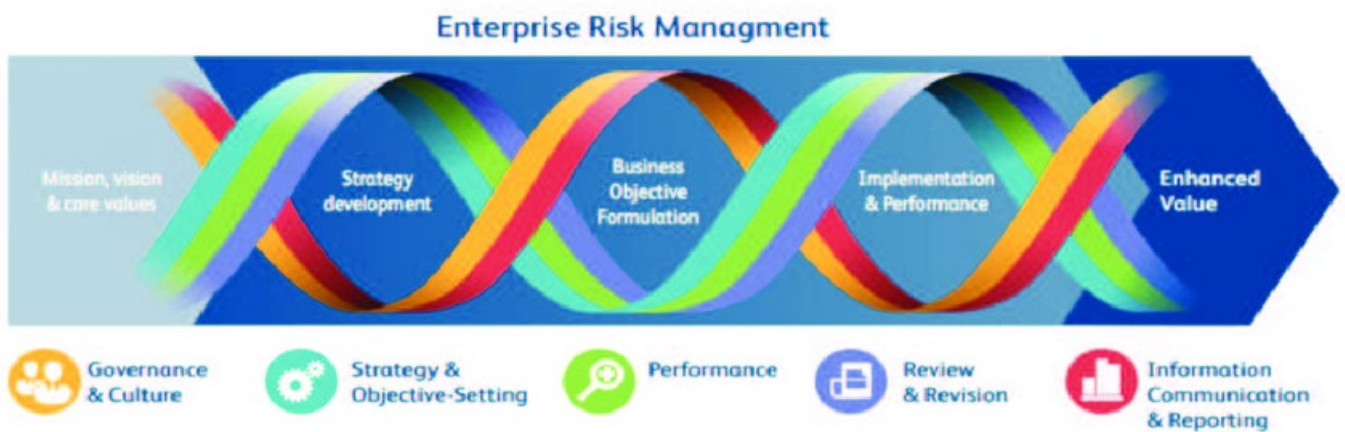 Enterprise Risk Managment
Mission, vision
& core values
Strategy
development
Business
Objective
Formulation
Implementation
& Performance
Enhanced
Value
Governance
& Culture
Strategy &
Objective-Setting
Performance
Review
& Revision
Information
Communication
& Reporting